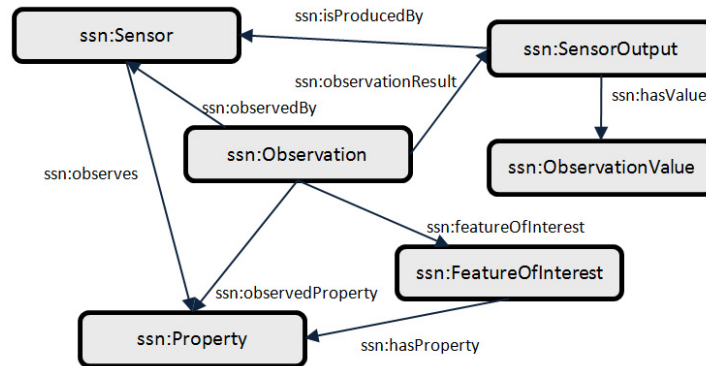 ssn:isProducedBy
ssn:Sensor
ssn:SensorOutput
ssn:observationResult
ssn:hasValue
ssn:observedBy
ssn:Observation
ssn:ObservationValue
ssn:observes
ssn:featureOfInterest
ssn:FeatureOfInterest
ssn:observedProperty
ssn:Property
ssn:hasProperty